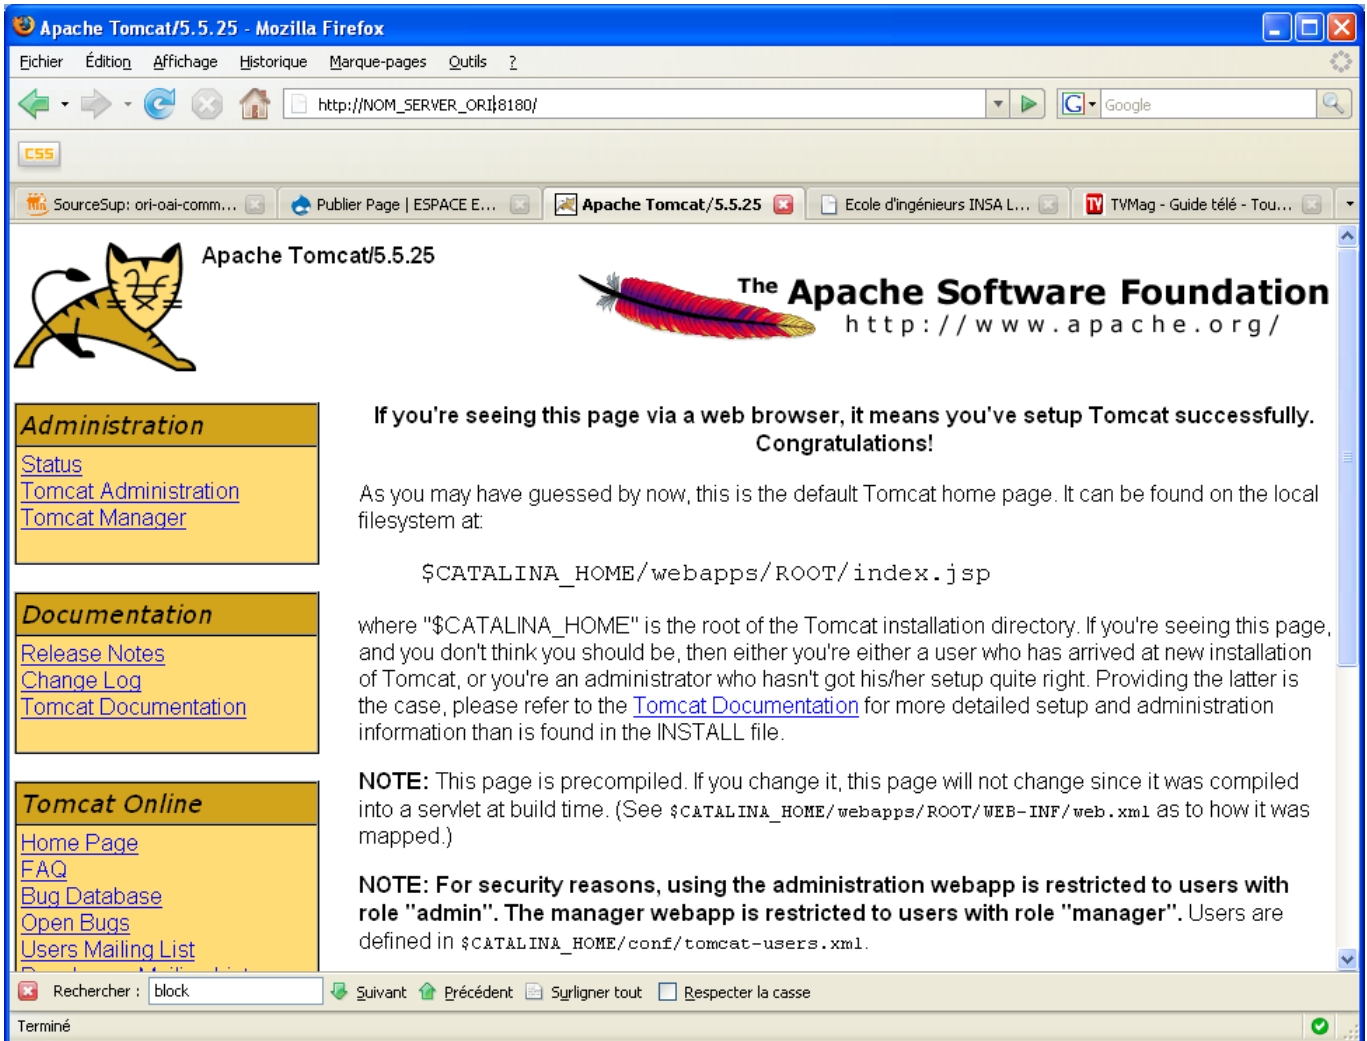 Apache Tomcat/5.5.25 - Mozilla Firefox
Fichier Édition Affichage Historique Marque-pages Outils ?
http://NOM_SERVER_ORI:8180/
Google
CSS
SourceSup: ori-oai-comm...
Publier Page | ESPACE E...
Apache Tomcat/5.5.25
Ecole d'ingénieurs INSA L...
TVMag - Guide télé - Tou...
Apache Tomcat/5.5.25
The Apache Software Foundation
http://www.apache.org/
Administration
Status
Tomcat Administration
Tomcat Manager
Documentation
Release Notes
Change Log
Tomcat Documentation
Tomcat Online
Home Page
FAQ
Bug Database
Open Bugs
Users Mailing List
If you're seeing this page via a web browser, it means you've setup Tomcat successfully.
Congratulations!
As you may have guessed by now, this is the default Tomcat home page. It can be found on the local
filesystem at:
$CATALINA_HOME/webapps/ROOT/index.jsp
where "$CATALINA_HOME" is the root of the Tomcat installation directory. If you're seeing this page,
and you don't think you should be, then either you're either a user who has arrived at new installation
of Tomcat, or you're an administrator who hasn't got his/her setup quite right. Providing the latter is
the case, please refer to the Tomcat Documentation for more detailed setup and administration
information than is found in the INSTALL file.
NOTE: This page is precompiled. If you change it, this page will not change since it was compiled
into a servlet at build time. (See $CATALINA_HOME/webapps/ROOT/WEB-INF/web.xml as to how it was
mapped.)
NOTE: For security reasons, using the administration webapp is restricted to users with
role "admin". The manager webapp is restricted to users with role "manager". Users are
defined in $CATALINA_HOME/conf/tomcat-users.xml.
Rechercher : block Suivant Précédent Surligner tout Respecter la casse
Terminé